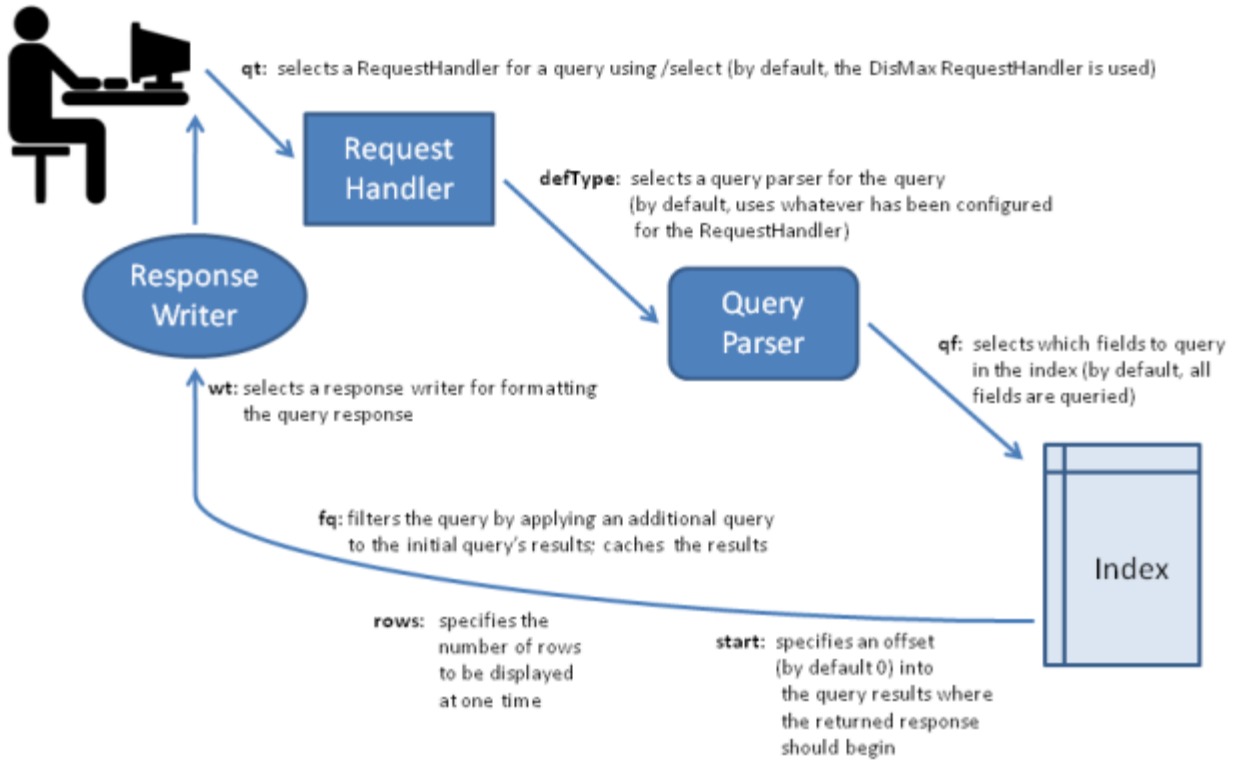 qt: selects a RequestHandler for a query using /select (by default, the DisMax RequestHandler is used)
Request
Handler
defType: selects a query parser for the query
(by default, uses whatever has been configured
for the RequestHandler)
Response
Writer
Query
Parser
qf: selects which fields to query
in the index (by default, all
fields are queried)
wt: selects a response writer for formatting
the query response
fq: filters the query by applying an additional query
to the initial query's results; caches the results
Index
rows: specifies the
number of rows
to be displayed
at one time
start: specifies an offset
(by default 0) into
the query results where
the returned response
should begin